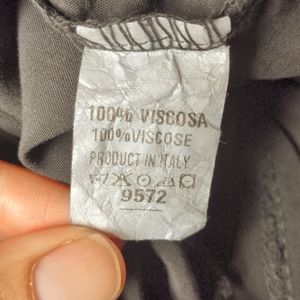 100% VISCOSA
100%VISCOSE
PRODUCT IN ITALY
9572